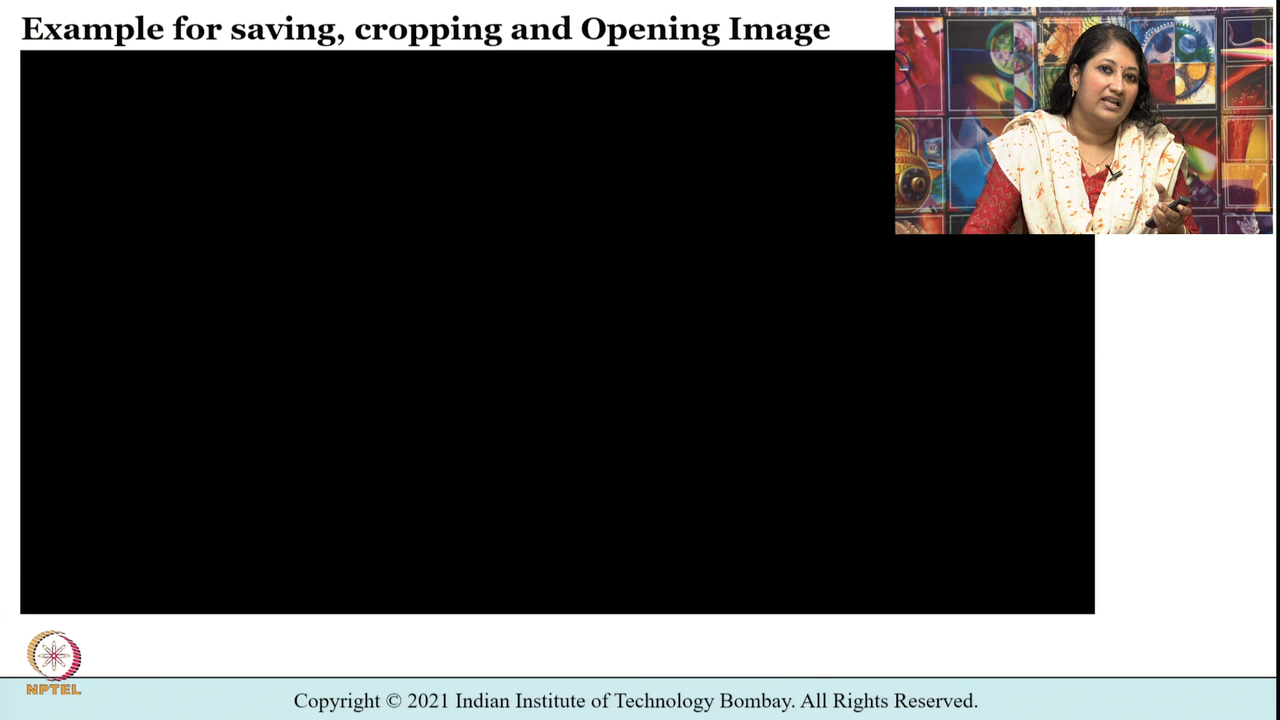 Example for saving, cropping and Opening Image
NPTEL
Copyright © 2021 Indian Institute of Technology Bombay. All Rights Reserved.